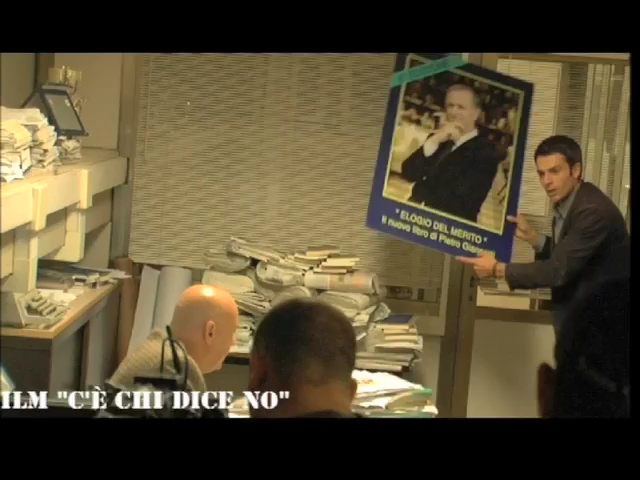 " ELOGIO DEL MERITO "
Il nuovo libro di Pietro
ILM "C'È CHI DICE NO"